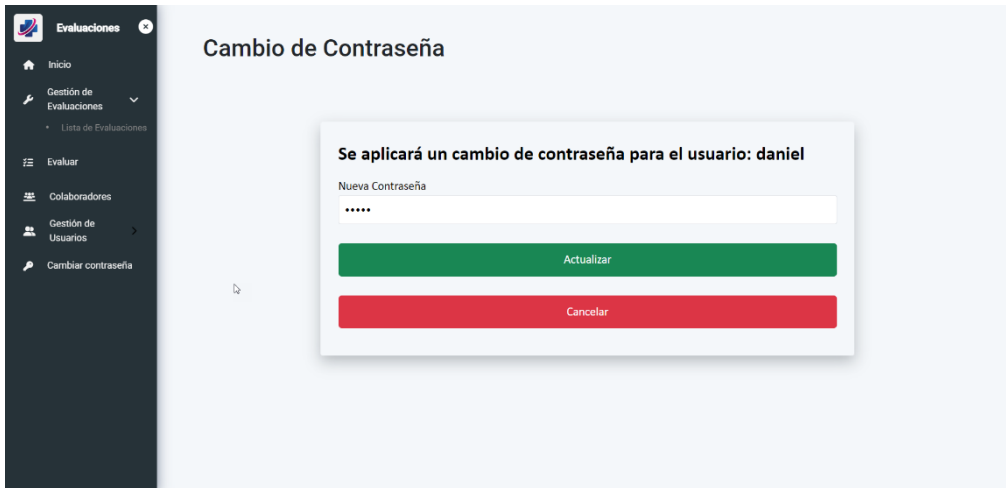 Evaluaciones
Inicio
Gestión de
Evaluaciones
• Lista de Evaluaciones
Evaluar
Colaboradores
Gestión de
Usuarios
Cambiar contraseña
Cambio de Contraseña
Se aplicará un cambio de contraseña para el usuario: daniel
Nueva Contraseña
•••••
Actualizar
Cancelar